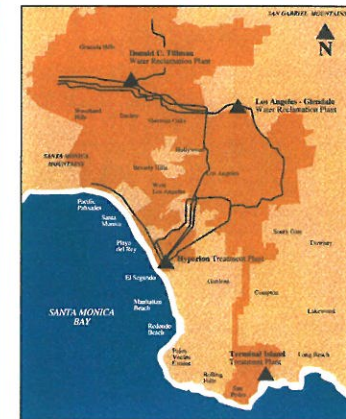 SAN GABRIEL MOUNTAINS
N
Granada Hills
Donald C. Tillman
Water Reclamation Plant
Los Angeles - Glendale
Water Reclamation Plant
Woodland
Hills
Encino
Sherman Oaks
Hollywood
SANTA MONICA
MOUNTAINS
Beverly Hills
West
Los Angeles
Los Angeles
Pacific
Palisades
Santa
Monica
Playa
del Rey
South Gate
Downey
Hyperion Treatment Plant
El Segundo
Gardena
Compton
Manhattan
Beach
Lakewood
SANTA MONICA
BAY
Redondo
Beach
Palos
Verdes
Estates
Rolling
Hills
Terminal Island
Treatment Plant
Long Beach
San
Pedro